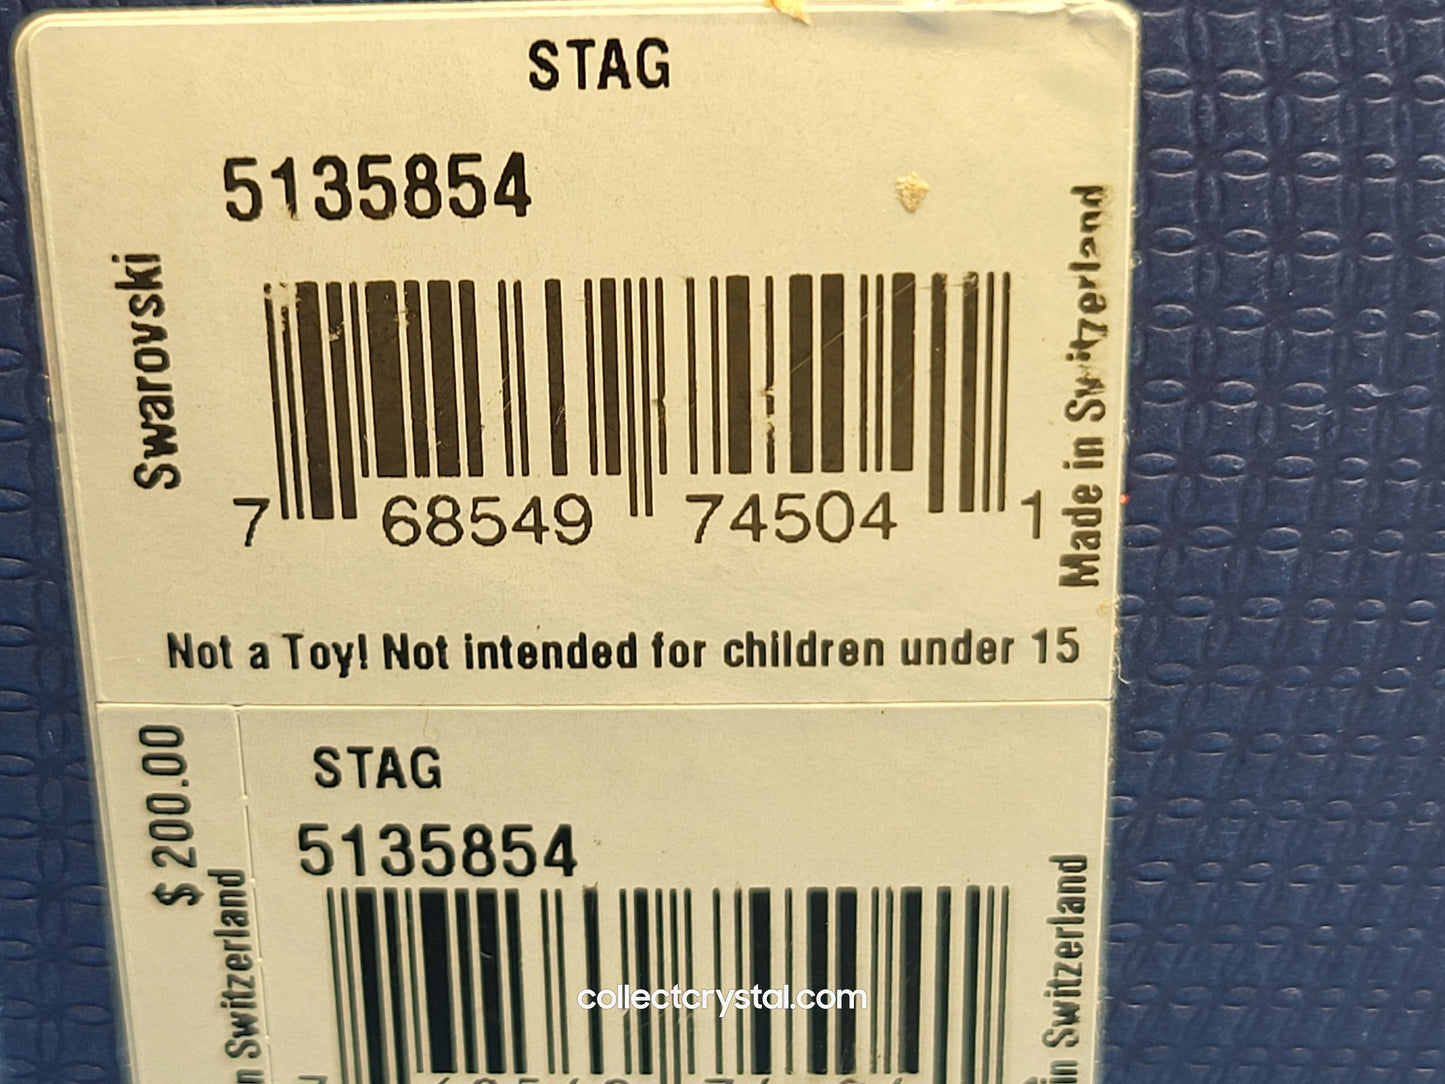 STAG
5135854
Swarovski
7 68549 74504 1
Made in Switzerland
Not a Toy! Not intended for children under 15
$ 200.00
STAG
5135854
Switzerland
in Switzerland
collectcrystal.com